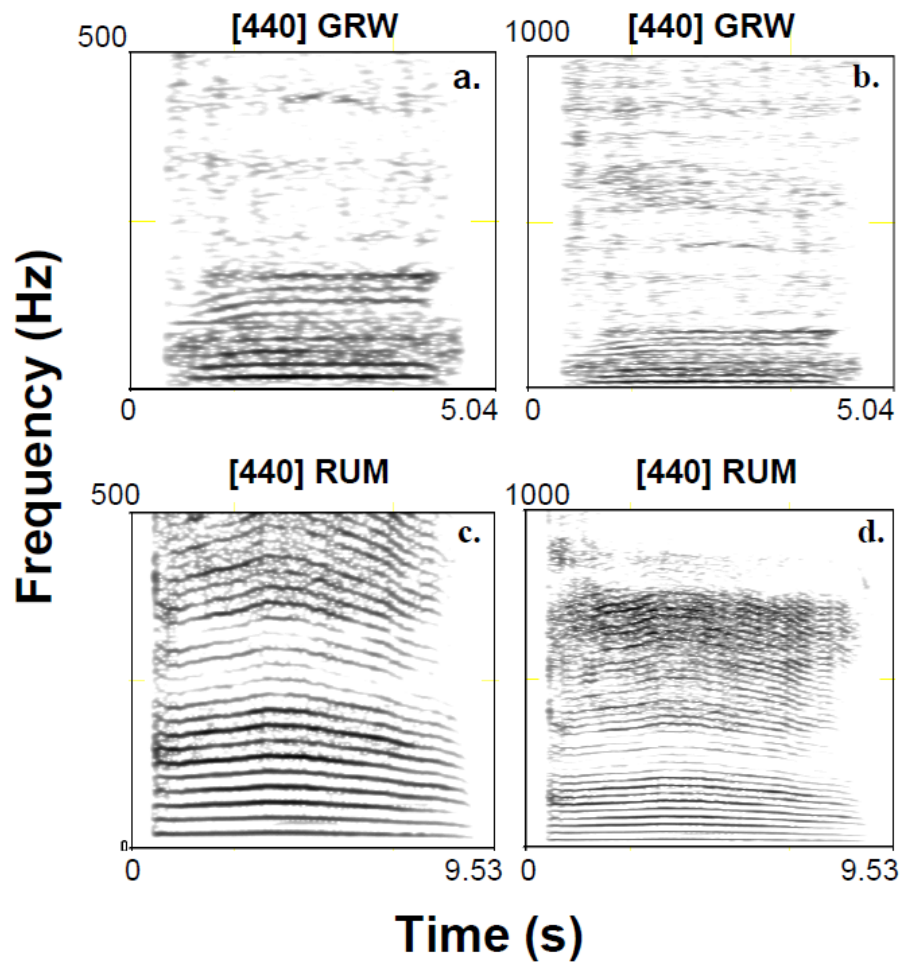 Frequency (Hz)
[440] GRW
500
a.
0
5.04
[440] GRW
1000
b.
0
5.04
[440] RUM
500
c.
0
0
9.53
[440] RUM
1000
d.
0
9.53
Time (s)